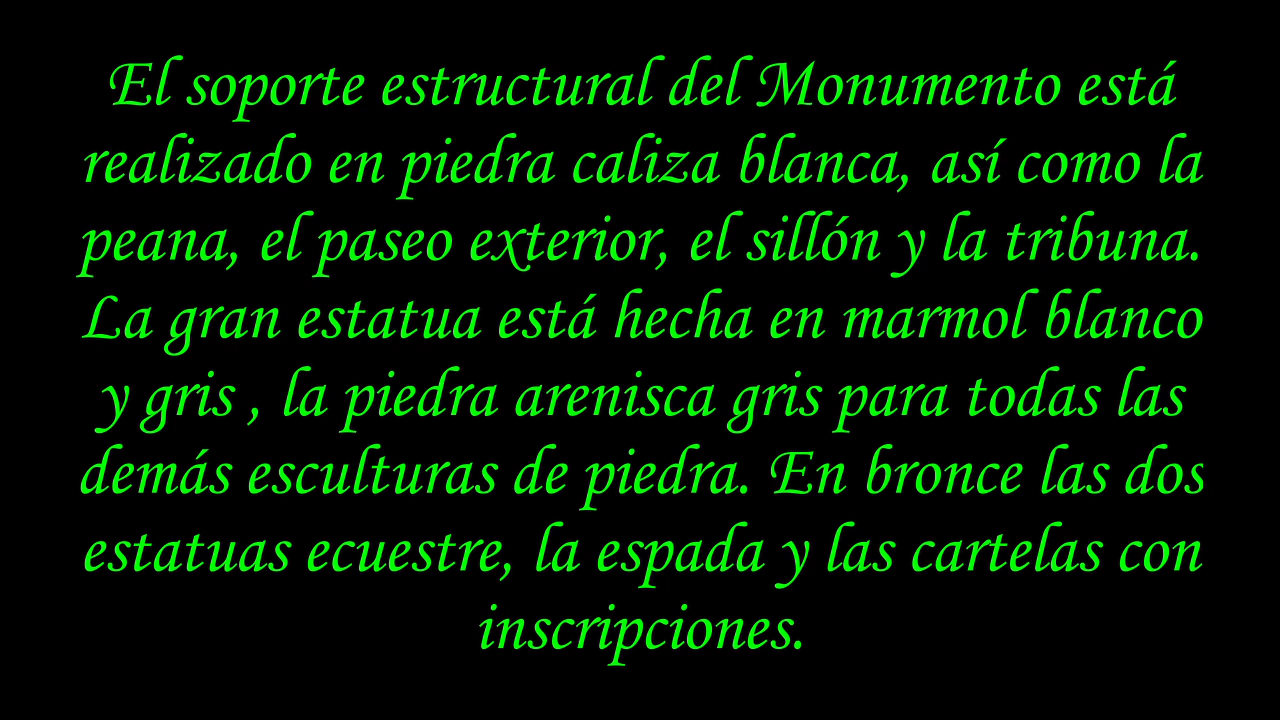 El soporte estructural del Monumento está
realizado en piedra caliza blanca, así como la
peana, el paseo exterior, el sillón y la tribuna.
La gran estatua está hecha en marmol blanco
y gris , la piedra arenisca gris para todas las
demás esculturas de piedra. En bronce las dos
estatuas ecuestre, la espada y las cartelas con
inscripciones.